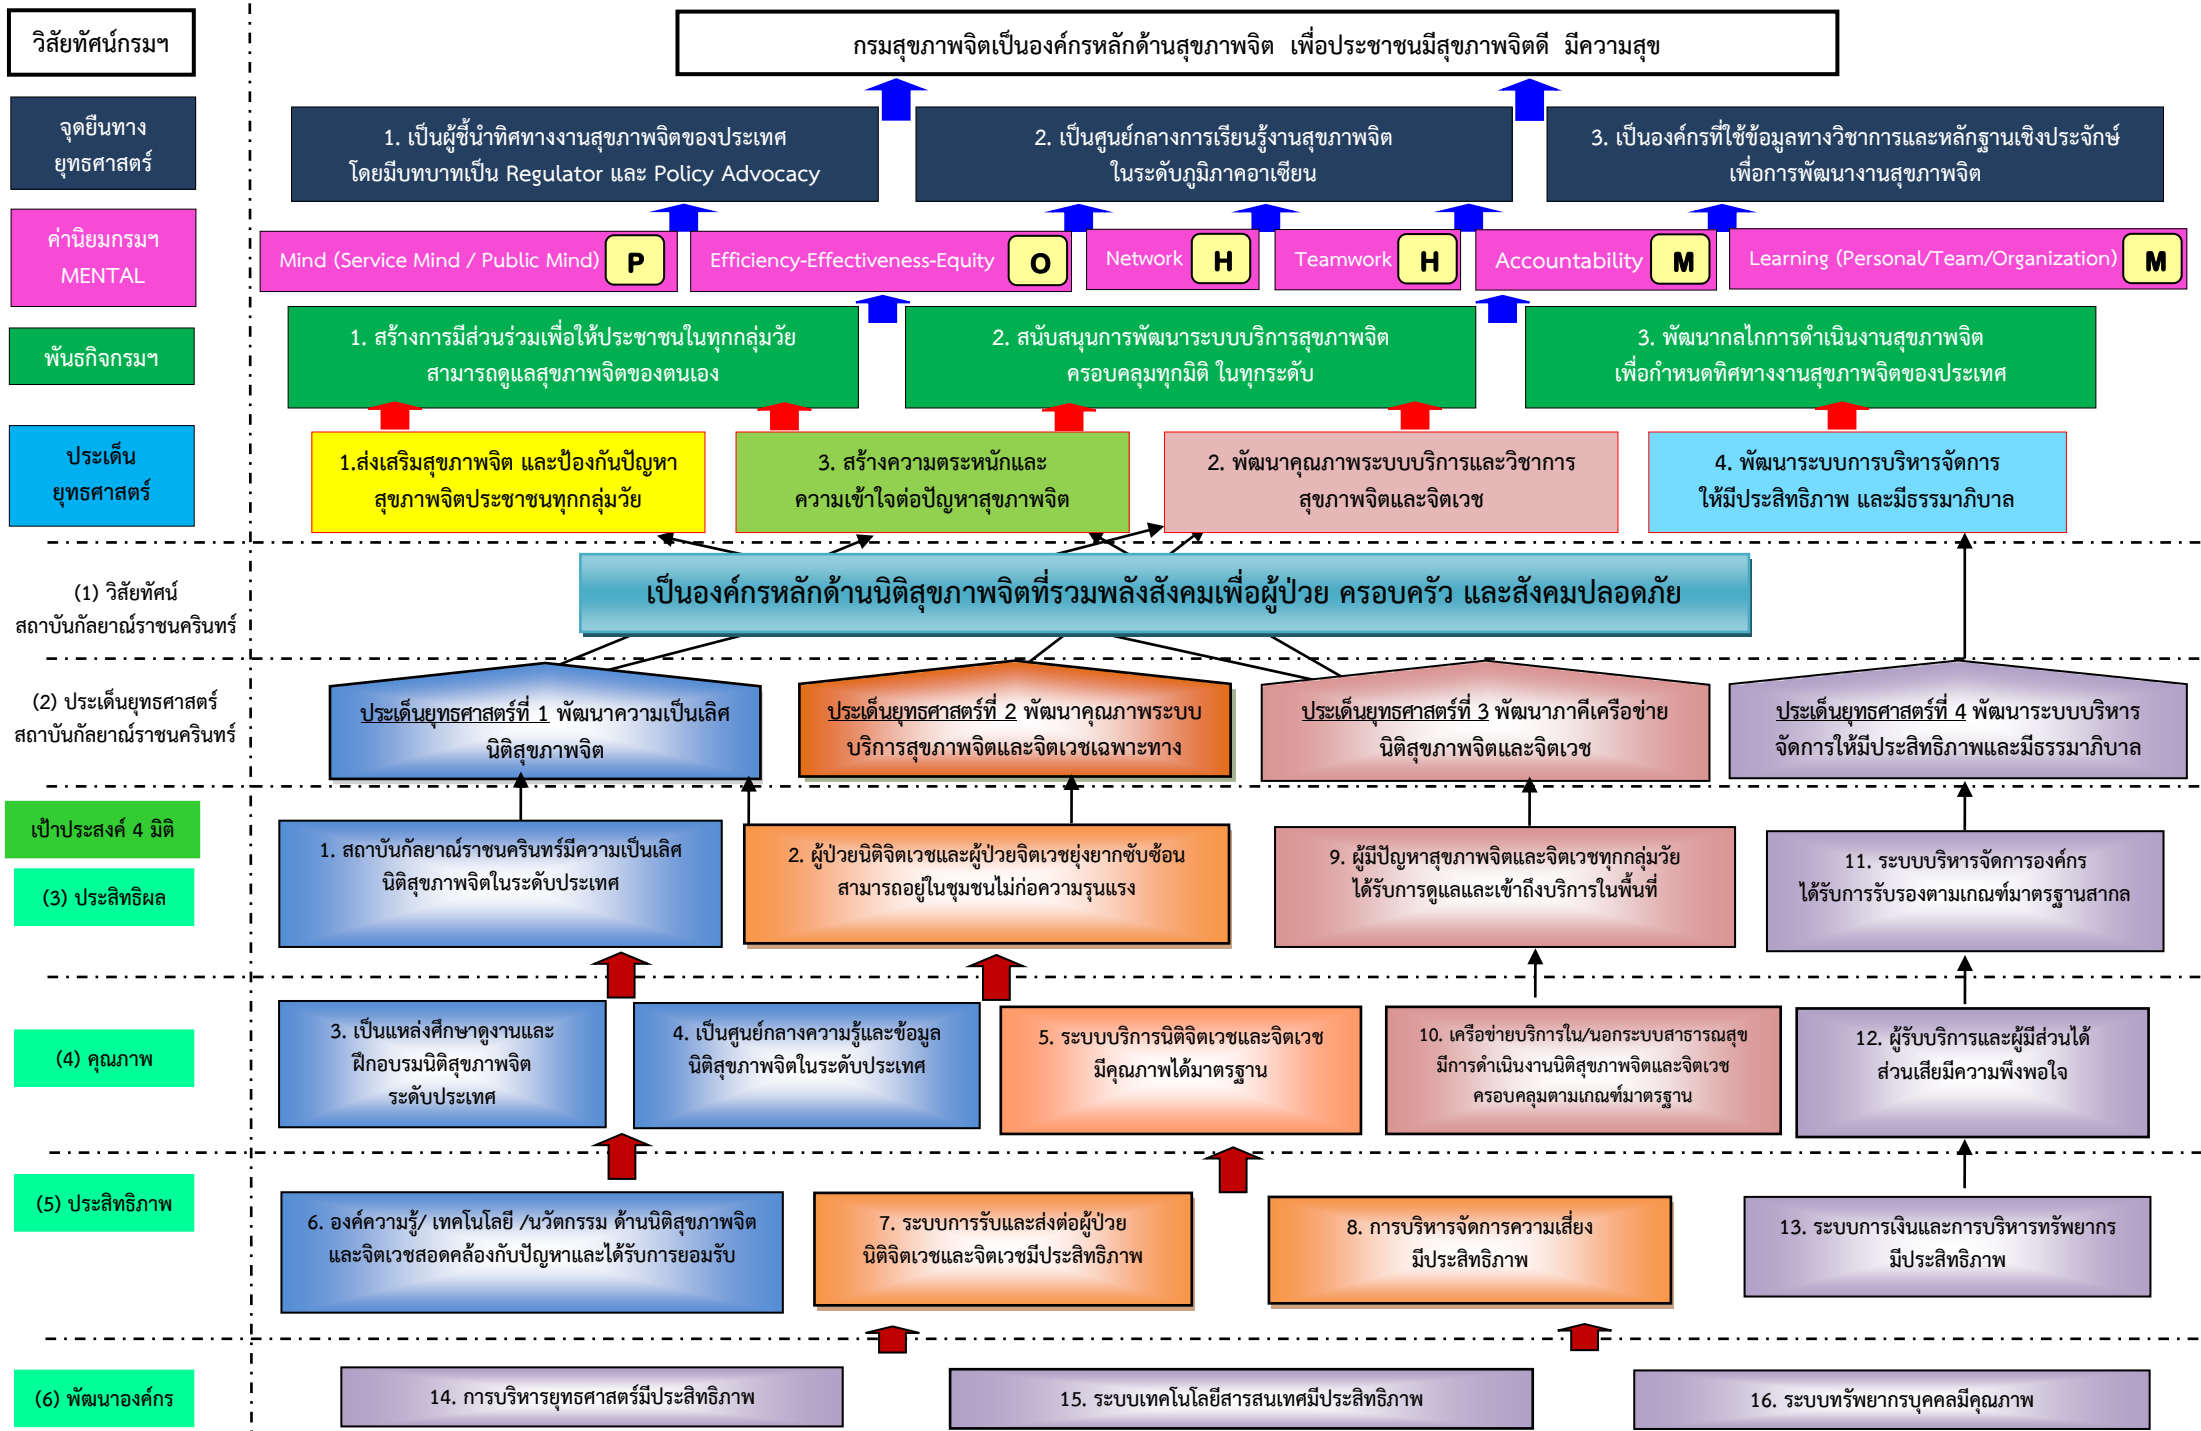 วิสัยทัศน์กรมฯ
กรมสุขภาพจิตเป็นองค์กรหลักด้านสุขภาพจิต เพื่อประชาชนมีสุขภาพจิตดี มีความสุข
จุดยืนทาง
ยุทธศาสตร์
1. เป็นผู้ชี้นำทิศทางงานสุขภาพจิตของประเทศ
โดยมีบทบาทเป็น Regulator และ Policy Advocacy
2. เป็นศูนย์กลางการเรียนรู้งานสุขภาพจิต
ในระดับภูมิภาคอาเซียน
3. เป็นองค์กรที่ใช้ข้อมูลทางวิชาการและหลักฐานเชิงประจักษ์
เพื่อการพัฒนางานสุขภาพจิต
ค่านิยมกรมฯ
MENTAL
Mind (Service Mind / Public Mind) P
Efficiency-Effectiveness-Equity O
Network H
Teamwork H
Accountability M
Learning (Personal/Team/Organization) M
พันธกิจกรมฯ
1. สร้างการมีส่วนร่วมเพื่อให้ประชาชนในทุกกลุ่มวัย
สามารถดูแลสุขภาพจิตของตนเอง
2. สนับสนุนการพัฒนาระบบบริการสุขภาพจิต
ครอบคลุมทุกมิติ ในทุกระดับ
3. พัฒนากลไกการดำเนินงานสุขภาพจิต
เพื่อกำหนดทิศทางงานสุขภาพจิตของประเทศ
ประเด็น
ยุทธศาสตร์
1.ส่งเสริมสุขภาพจิต และป้องกันปัญหา
สุขภาพจิตประชาชนทุกกลุ่มวัย
3. สร้างความตระหนักและ
ความเข้าใจต่อปัญหาสุขภาพจิต
2. พัฒนาคุณภาพระบบบริการและวิชาการ
สุขภาพจิตและจิตเวช
4. พัฒนาระบบการบริหารจัดการ
ให้มีประสิทธิภาพ และมีธรรมาภิบาล
(1) วิสัยทัศน์
สถาบันกัลยาณ์ราชนครินทร์
เป็นองค์กรหลักด้านนิติสุขภาพจิตที่รวมพลังสังคมเพื่อผู้ป่วย ครอบครัว และสังคมปลอดภัย
(2) ประเด็นยุทธศาสตร์
สถาบันกัลยาณ์ราชนครินทร์
ประเด็นยุทธศาสตร์ที่ 1 พัฒนาความเป็นเลิศ
นิติสุขภาพจิต
ประเด็นยุทธศาสตร์ที่ 2 พัฒนาคุณภาพระบบ
บริการสุขภาพจิตและจิตเวชเฉพาะทาง
ประเด็นยุทธศาสตร์ที่ 3 พัฒนาภาคีเครือข่าย
นิติสุขภาพจิตและจิตเวช
ประเด็นยุทธศาสตร์ที่ 4 พัฒนาระบบบริหาร
จัดการให้มีประสิทธิภาพและมีธรรมาภิบาล
เป้าประสงค์ 4 มิติ
(3) ประสิทธิผล
1. สถาบันกัลยาณ์ราชนครินทร์มีความเป็นเลิศ
นิติสุขภาพจิตในระดับประเทศ
2. ผู้ป่วยนิติจิตเวชและผู้ป่วยจิตเวชยุ่งยากซับซ้อน
สามารถอยู่ในชุมชนไม่ก่อความรุนแรง
9. ผู้มีปัญหาสุขภาพจิตและจิตเวชทุกกลุ่มวัย
ได้รับการดูแลและเข้าถึงบริการในพื้นที่
11. ระบบบริหารจัดการองค์กร
ได้รับการรับรองตามเกณฑ์มาตรฐานสากล
(4) คุณภาพ
3. เป็นแหล่งศึกษาดูงานและ
ฝึกอบรมนิติสุขภาพจิต
ระดับประเทศ
4. เป็นศูนย์กลางความรู้และข้อมูล
นิติสุขภาพจิตในระดับประเทศ
5. ระบบบริการนิติจิตเวชและจิตเวช
มีคุณภาพได้มาตรฐาน
10. เครือข่ายบริการใน/นอกระบบสาธารณสุข
มีการดำเนินงานนิติสุขภาพจิตและจิตเวช
ครอบคลุมตามเกณฑ์มาตรฐาน
12. ผู้รับบริการและผู้มีส่วนได้
ส่วนเสียมีความพึงพอใจ
(5) ประสิทธิภาพ
6. องค์ความรู้/ เทคโนโลยี /นวัตกรรม ด้านนิติสุขภาพจิต
และจิตเวชสอดคล้องกับปัญหาและได้รับการยอมรับ
7. ระบบการรับและส่งต่อผู้ป่วย
นิติจิตเวชและจิตเวชมีประสิทธิภาพ
8. การบริหารจัดการความเสี่ยง
มีประสิทธิภาพ
13. ระบบการเงินและการบริหารทรัพยากร
มีประสิทธิภาพ
(6) พัฒนาองค์กร
14. การบริหารยุทธศาสตร์มีประสิทธิภาพ
15. ระบบเทคโนโลยีสารสนเทศมีประสิทธิภาพ
16. ระบบทรัพยากรบุคคลมีคุณภาพ